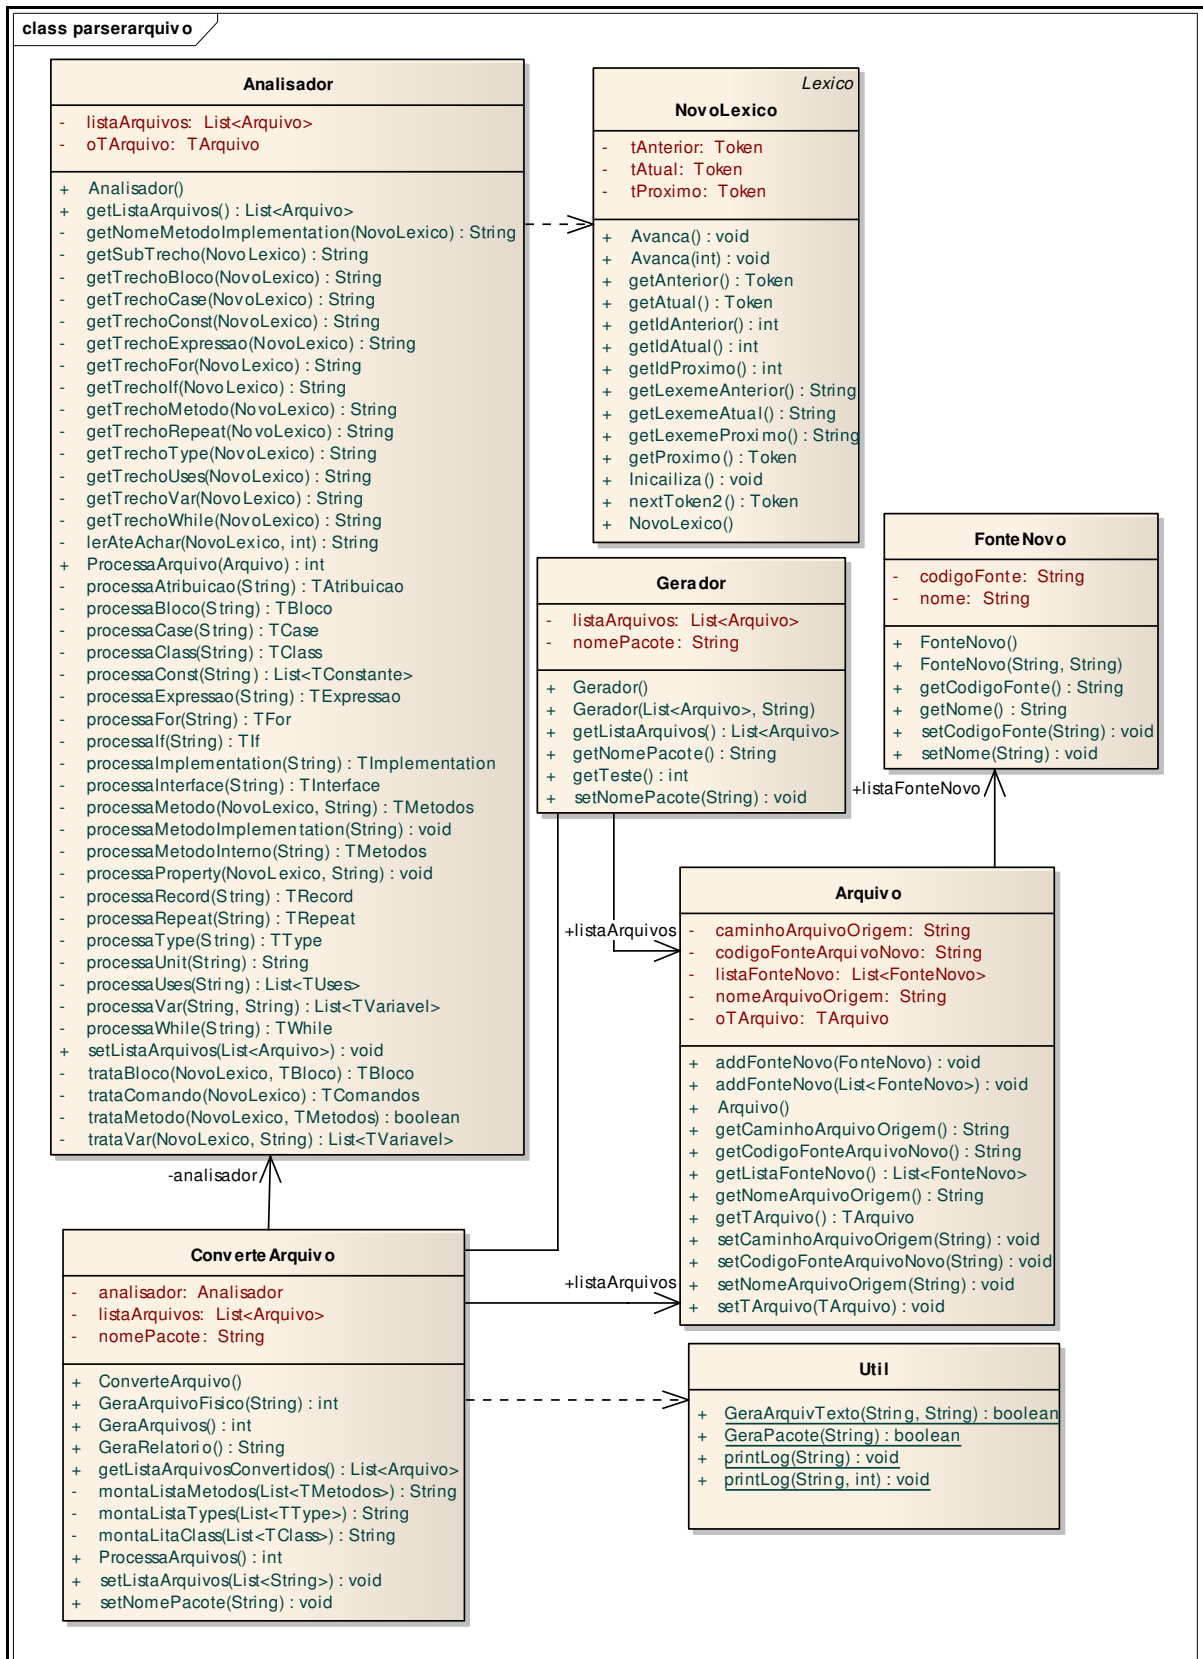 class parserarquivo
Analisador
- listaArquivos: List<Arquivo>
- oTArquivo: TArquivo
+ Analisador()
+ getListaArquivos() : List<Arquivo>
- getNomeMetodoImplementation(NovoLexico) : String
- getSubTrecho(NovoLexico) : String
- getTrechoBloco(NovoLexico) : String
- getTrechoCase(NovoLexico) : String
- getTrechoConst(NovoLexico) : String
- getTrechoExpressao(NovoLexico) : String
- getTrechoFor(NovoLexico) : String
- getTrechoIf(NovoLexico) : String
- getTrechoMetodo(NovoLexico) : String
- getTrechoRepeat(NovoLexico) : String
- getTrechoType(NovoLexico) : String
- getTrechoUses(NovoLexico) : String
- getTrechoVar(NovoLexico) : String
- getTrechoWhile(NovoLexico) : String
- lerAteAchar(NovoLexico, int) : String
+ ProcessaArquivo(Arquivo) : int
- processaAtribuicao(String) : TAtribuicao
- processaBloco(String) : TBloco
- processaCase(String) : TCase
- processaClass(String) : TClass
- processaConst(String) : List<TConstante>
- processaExpressao(String) : TExpressao
- processaFor(String) : TFor
- processaIf(String) : TIf
- processaImplementation(String) : TImplementation
- processaInterface(String) : TInterface
- processaMetodo(NovoLexico, String) : TMetodos
- processaMetodoImplementation(String) : void
- processaMetodoInterno(String) : TMetodos
- processaProperty(NovoLexico, String) : void
- processaRecord(String) : TRecord
- processaRepeat(String) : TRepeat
- processaType(String) : TType
- processaUnit(String) : String
- processaUses(String) : List<TUses>
- processaVar(String, String) : List<TVariavel>
- processaWhile(String) : TWhile
+ setListaArquivos(List<Arquivo>) : void
- trataBloco(NovoLexico, TBloco) : TBloco
- trataComando(NovoLexico) : TComandos
- trataMetodo(NovoLexico, TMetodos) : boolean
- trataVar(NovoLexico, String) : List<TVariavel>
Lexico
NovoLexico
- tAnterior: Token
- tAtual: Token
- tProximo: Token
+ Avanca() : void
+ Avanca(int) : void
+ getAnterior() : Token
+ getAtual() : Token
+ getIdAnterior() : int
+ getIdAtual() : int
+ getIdProximo() : int
+ getLexemeAnterior() : String
+ getLexemeAtual() : String
+ getLexemeProximo() : String
+ getProximo() : Token
+ Inicailiza() : void
+ nextToken2() : Token
+ NovoLexico()
Gerador
- listaArquivos: List<Arquivo>
- nomePacote: String
+ Gerador()
+ Gerador(List<Arquivo>, String)
+ getListaArquivos() : List<Arquivo>
+ getNomePacote() : String
+ getTeste() : int
+ setNomePacote(String) : void
FonteNovo
- codigoFonte: String
- nome: String
+ FonteNovo()
+ FonteNovo(String, String)
+ getCodigoFonte() : String
+ getNome() : String
+ setCodigoFonte(String) : void
+ setNome(String) : void
+listaFonteNovo
+listaArquivos
Arquivo
- caminhoArquivoOrigem: String
- codigoFonteArquivoNovo: String
- listaFonteNovo: List<FonteNovo>
- nomeArquivoOrigem: String
- oTArquivo: TArquivo
+ addFonteNovo(FonteNovo) : void
+ addFonteNovo(List<FonteNovo>) : void
+ Arquivo()
+ getCaminhoArquivoOrigem() : String
+ getCodigoFonteArquivoNovo() : String
+ getListaFonteNovo() : List<FonteNovo>
+ getNomeArquivoOrigem() : String
+ getTArquivo() : TArquivo
+ setCaminhoArquivoOrigem(String) : void
+ setCodigoFonteArquivoNovo(String) : void
+ setNomeArquivoOrigem(String) : void
+ setTArquivo(TArquivo) : void
-analisador
+listaArquivos
ConverteArquivo
- analisador: Analisador
- listaArquivos: List<Arquivo>
- nomePacote: String
+ ConverteArquivo()
+ GeraArquivoFisico(String) : int
+ GeraArquivos() : int
+ GeraRelatorio() : String
+ getListaArquivosConvertidos() : List<Arquivo>
- montaListaMetodos(List<TMetodos>) : String
- montaListaTypes(List<TType>) : String
- montaLitaClass(List<TClass>) : String
+ ProcessaArquivos() : int
+ setListaArquivos(List<String>) : void
+ setNomePacote(String) : void
Util
+ GeraArquivTexto(String, String) : boolean
+ GeraPacote(String) : boolean
+ printLog(String) : void
+ printLog(String, int) : void